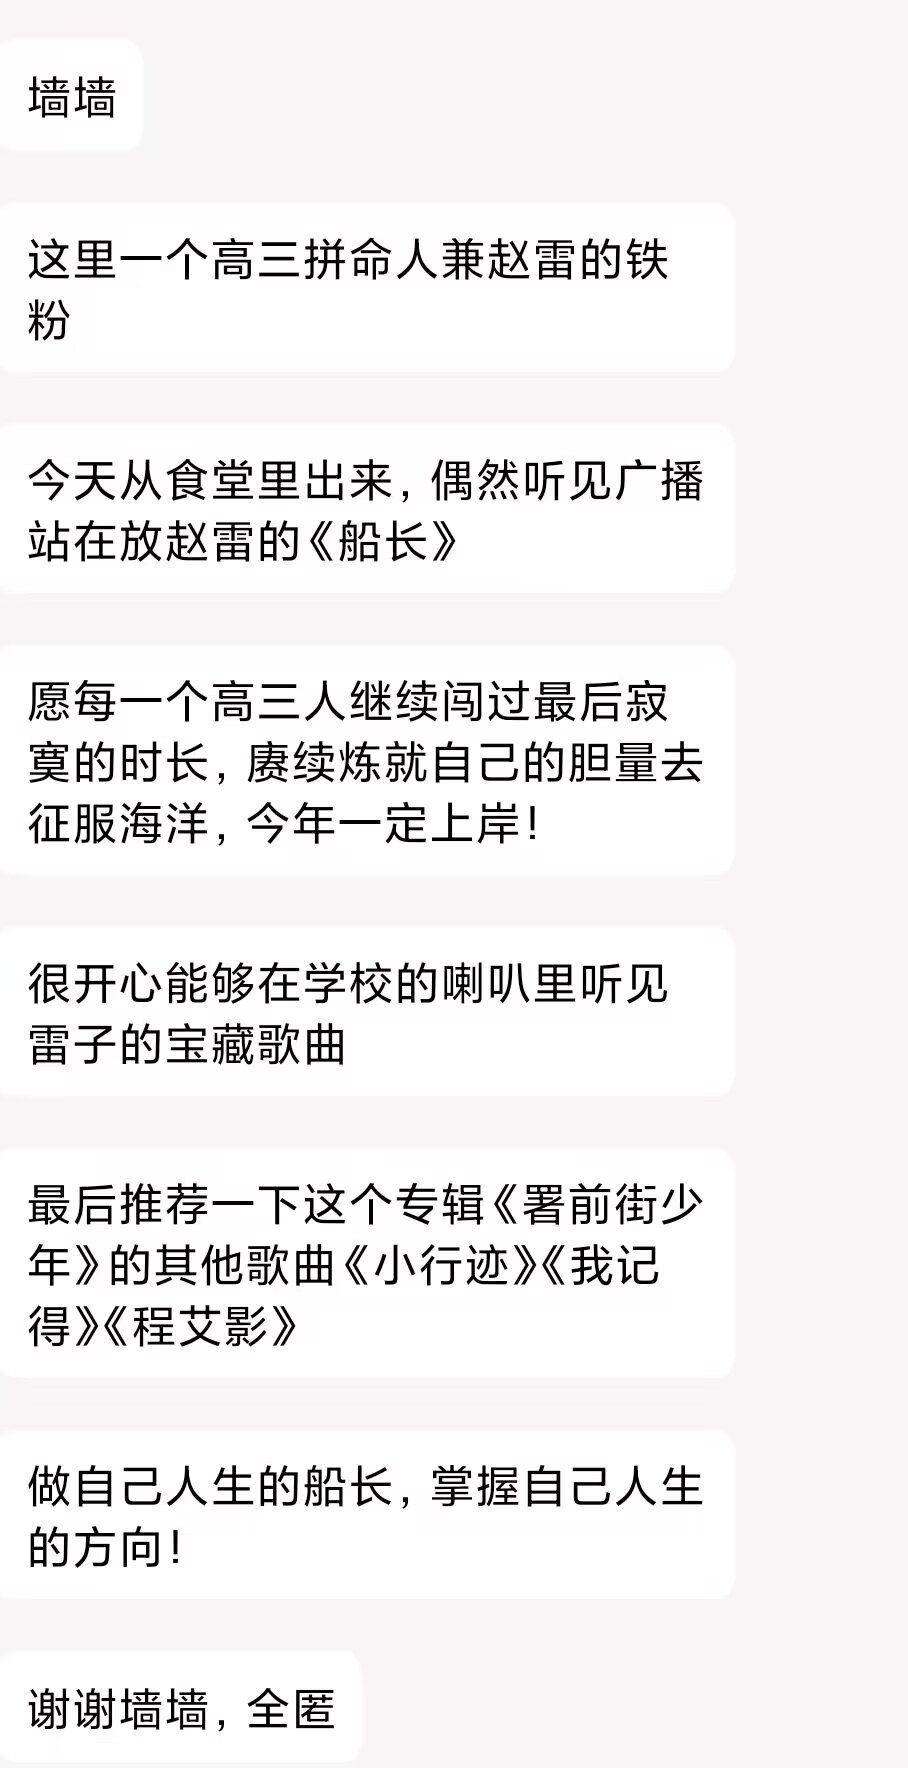 墙墙
这里一个高三拼命人兼赵雷的铁
粉
今天从食堂里出来，偶然听见广播
站在放赵雷的《船长》
愿每一个高三人继续闯过最后寂
寞的时长，赓续炼就自己的胆量去
征服海洋，今年一定上岸！
很开心能够在学校的喇叭里听见
雷子的宝藏歌曲
最后推荐一下这个专辑《署前街少
年》的其他歌曲《小行迹》《我记
得》《程艾影》
做自己人生的船长，掌握自己人生
的方向！
谢谢墙墙，全匿